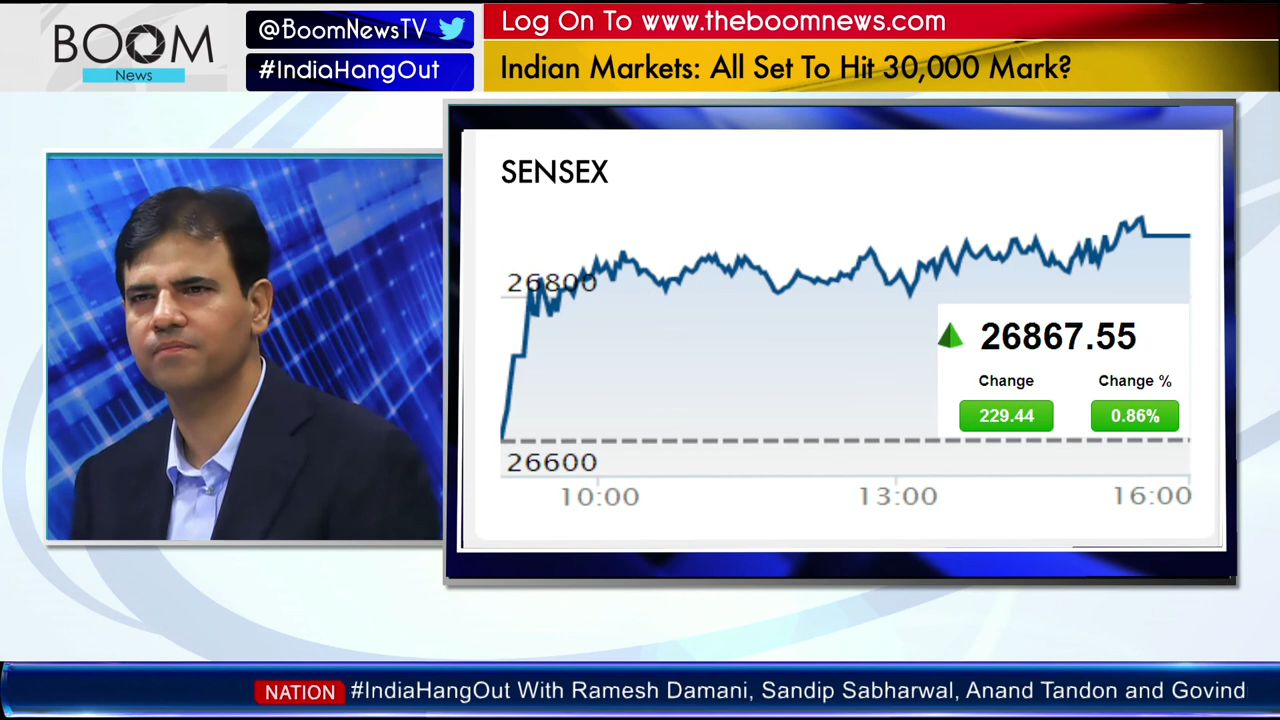 BOOM
News
@BoomNewsTV
#IndiaHangOut
Log On To www.theboomnews.com
Indian Markets: All Set To Hit 30,000 Mark?
SENSEX
26800
26867.55
Change Change %
229.44 0.86%
26600
10:00 13:00 16:00
NATION #IndiaHangOut With Ramesh Damani, Sandip Sabharwal, Anand Tandon and Govind